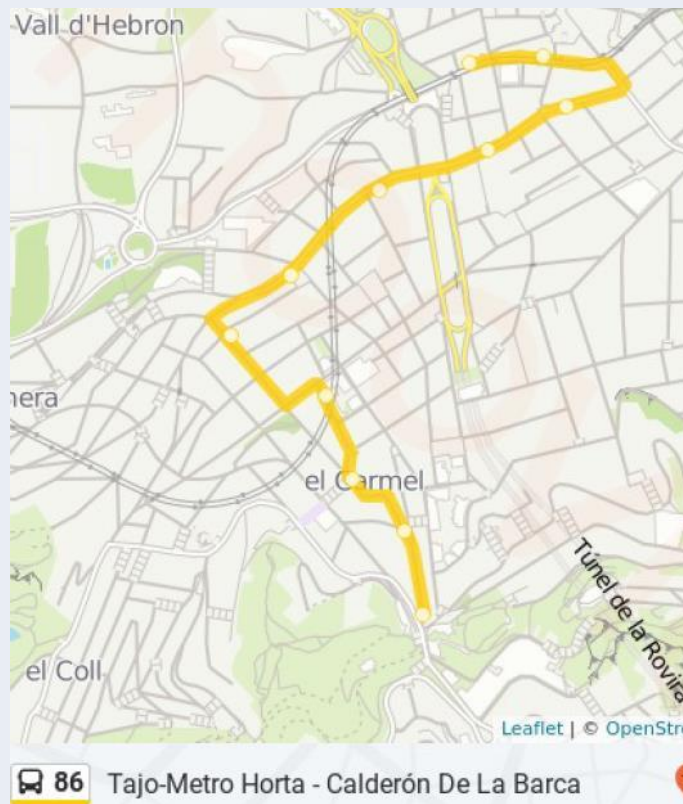 Vall d'Hebron
nera
el Carmel
Túnel de la Rovira
el Coll
Leaflet | © OpenStre
86 Tajo-Metro Horta - Calderón De La Barca